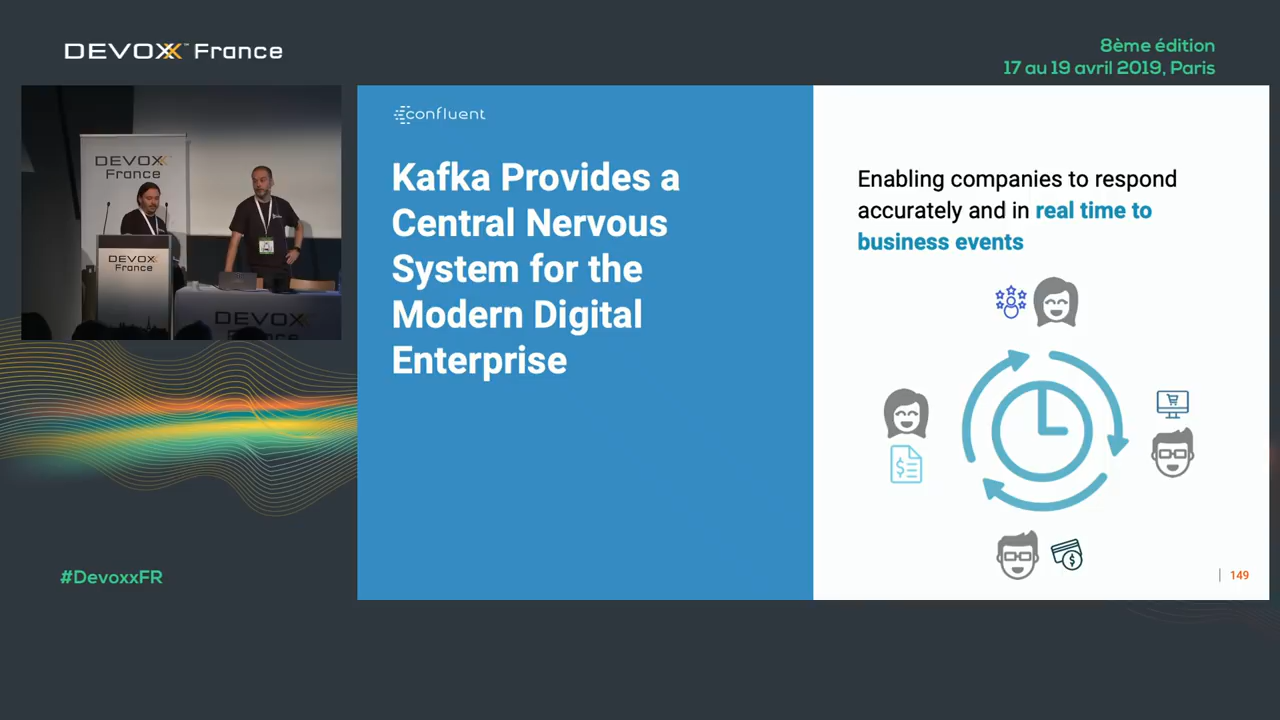 DEVOXX™ France
8ème édition
17 au 19 avril 2019, Paris
DEVOXX
France
DEVOXX
France
DEVOXX
France
confluent
Kafka Provides a
Central Nervous
System for the
Modern Digital
Enterprise
Enabling companies to respond
accurately and in real time to
business events
$
$
149
#DevoxxFR